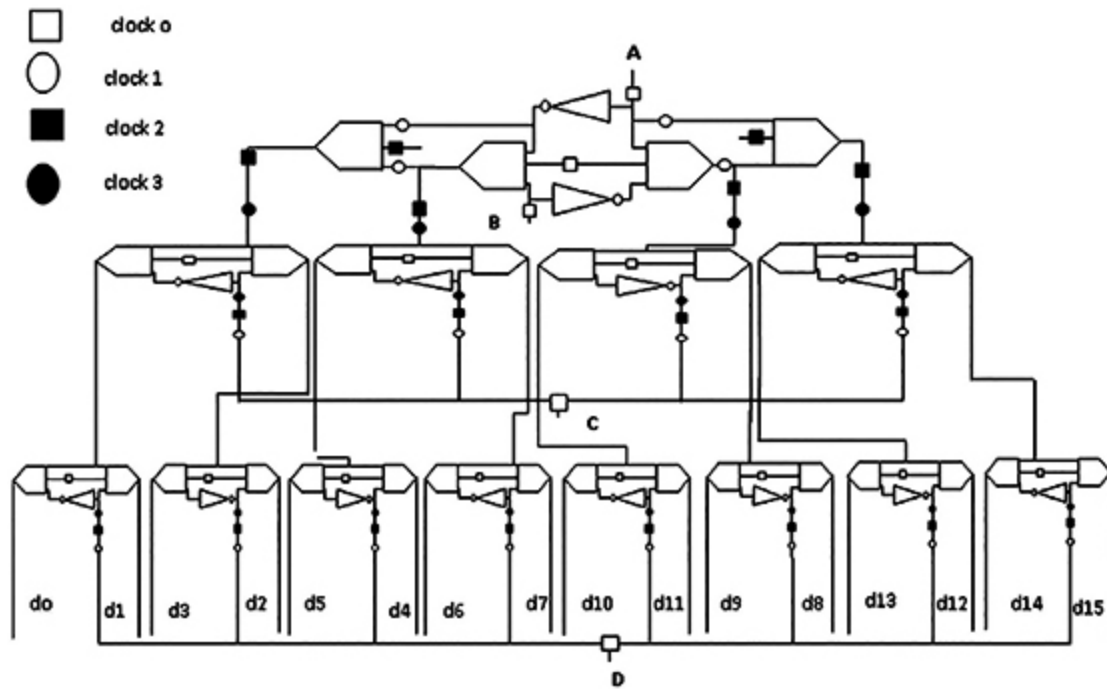 clock o
clock 1
clock 2
clock 3
A
B
C
do d1 d3 d2 d5 d4 d6 d7 d10 d11 d9 d8 d13 d12 d14 d15
D